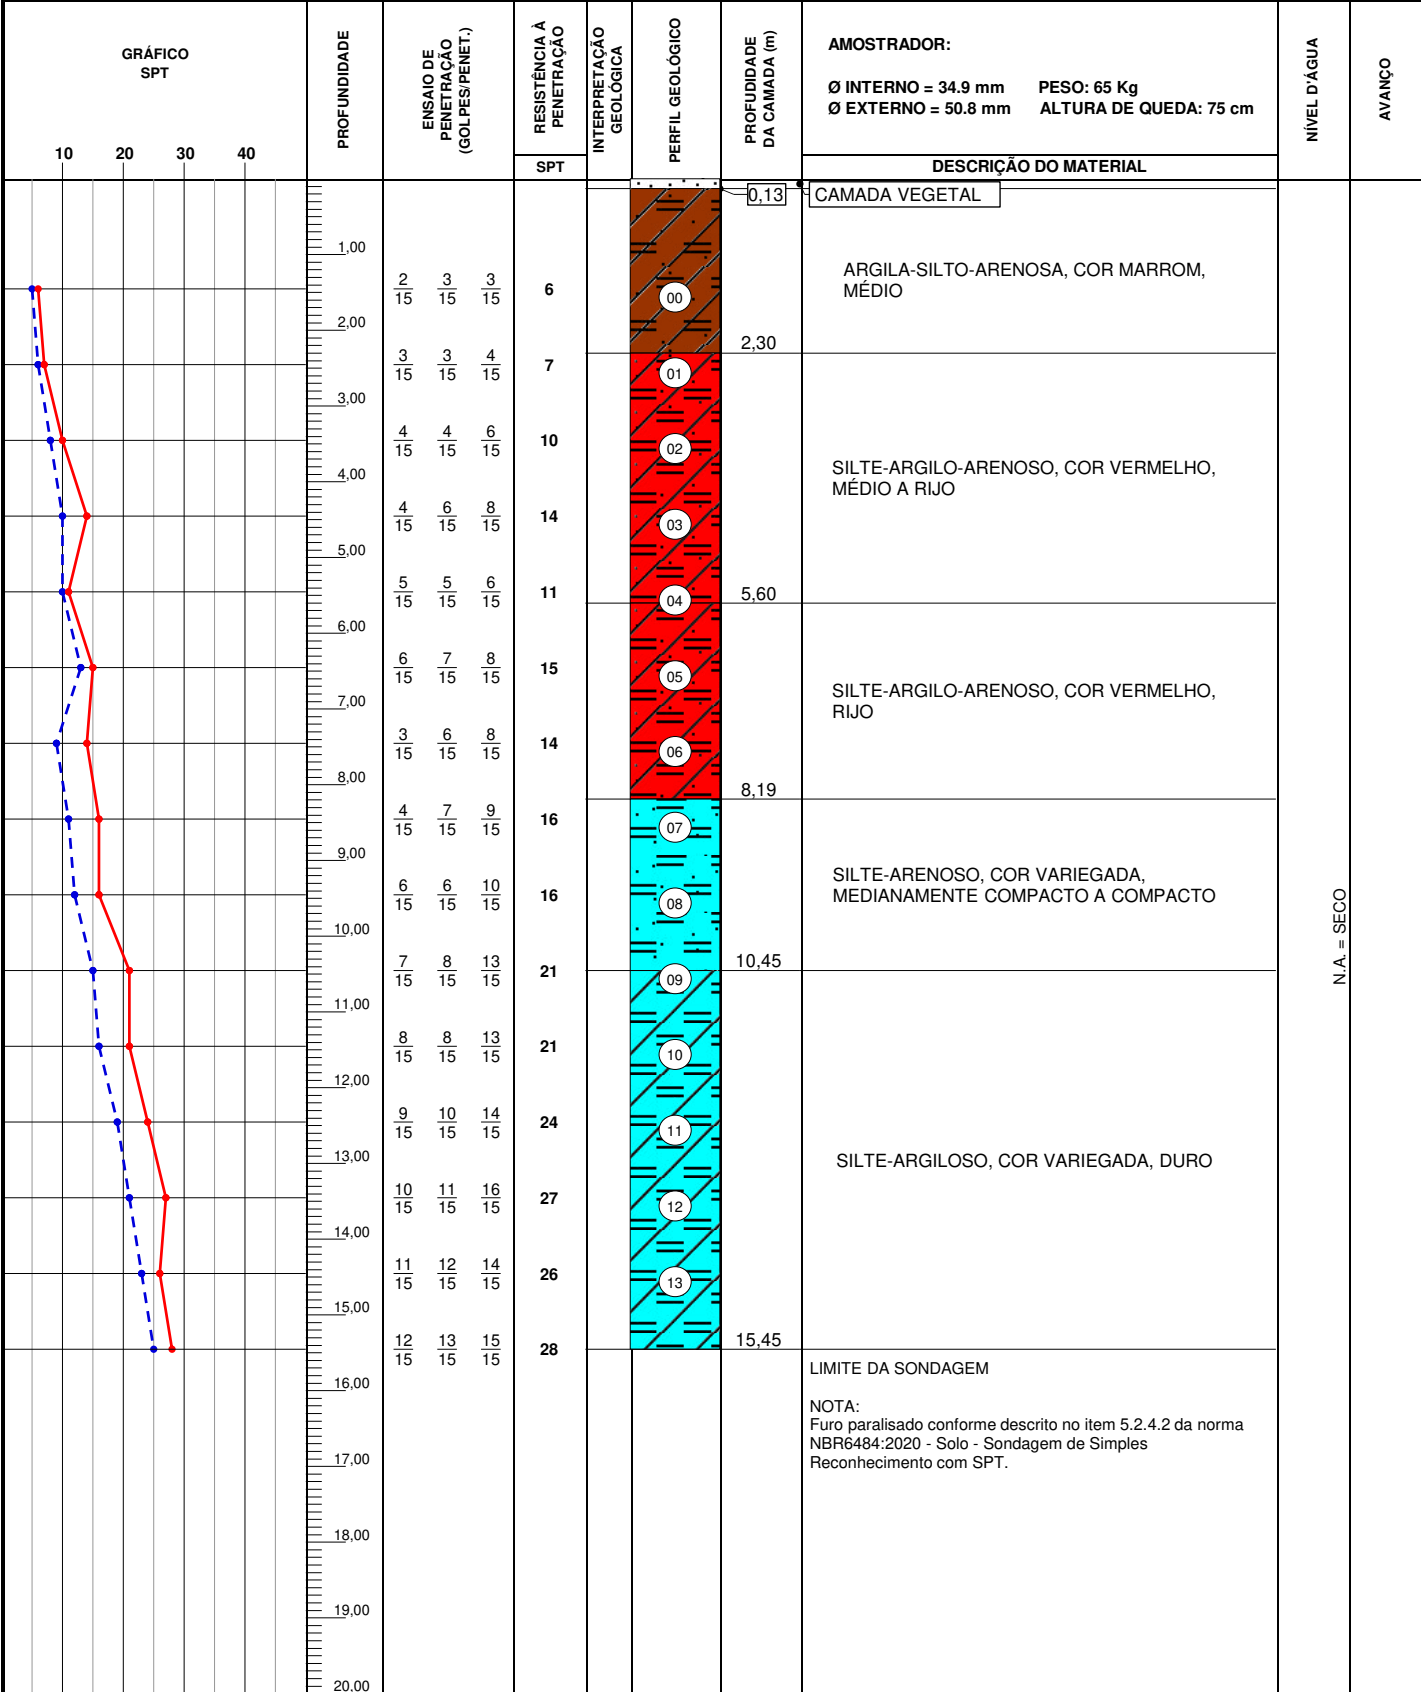 GRÁFICO
SPT
10 20 30 40
PROFUNDIDADE
ENSAIO DE
PENETRAÇÃO
(GOLPES/PENET.)
RESISTÊNCIA À
PENETRAÇÃO
SPT
INTERPRETAÇÃO
GEOLÓGICA
PERFIL GEOLÓGICO
PROFUDIDADE
DA CAMADA (m)
AMOSTRADOR:
Ø INTERNO = 34.9 mm PESO: 65 Kg
Ø EXTERNO = 50.8 mm ALTURA DE QUEDA: 75 cm
DESCRIÇÃO DO MATERIAL
NÍVEL D'ÁGUA
AVANÇO
0,13 CAMADA VEGETAL
1,00
ARGILA-SILTO-ARENOSA, COR MARROM,
MÉDIO
2/15 3/15 3/15 6 00
2,00
2,30
3/15 3/15 4/15 7 01
3,00
4/15 4/15 6/15 10 02
SILTE-ARGILO-ARENOSO, COR VERMELHO,
MÉDIO A RIJO
4,00
4/15 6/15 8/15 14 03
5,00
5/15 5/15 6/15 11 04 5,60
6,00
6/15 7/15 8/15 15 05
SILTE-ARGILO-ARENOSO, COR VERMELHO,
RIJO
7,00
3/15 6/15 8/15 14 06
8,00
8,19
4/15 7/15 9/15 16 07
9,00
SILTE-ARENOSO, COR VARIEGADA,
MEDIANAMENTE COMPACTO A COMPACTO
6/15 6/15 10/15 16 08
10,00
N.A. = SECO
10,45
7/15 8/15 13/15 21 09
11,00
8/15 8/15 13/15 21 10
12,00
9/15 10/15 14/15 24 11
13,00
SILTE-ARGILOSO, COR VARIEGADA, DURO
10/15 11/15 16/15 27 12
14,00
11/15 12/15 14/15 26 13
15,00
15,45
12/15 13/15 15/15 28
LIMITE DA SONDAGEM
16,00
NOTA:
Furo paralisado conforme descrito no item 5.2.4.2 da norma
NBR6484:2020 - Solo - Sondagem de Simples
Reconhecimento com SPT.
17,00
18,00
19,00
20,00